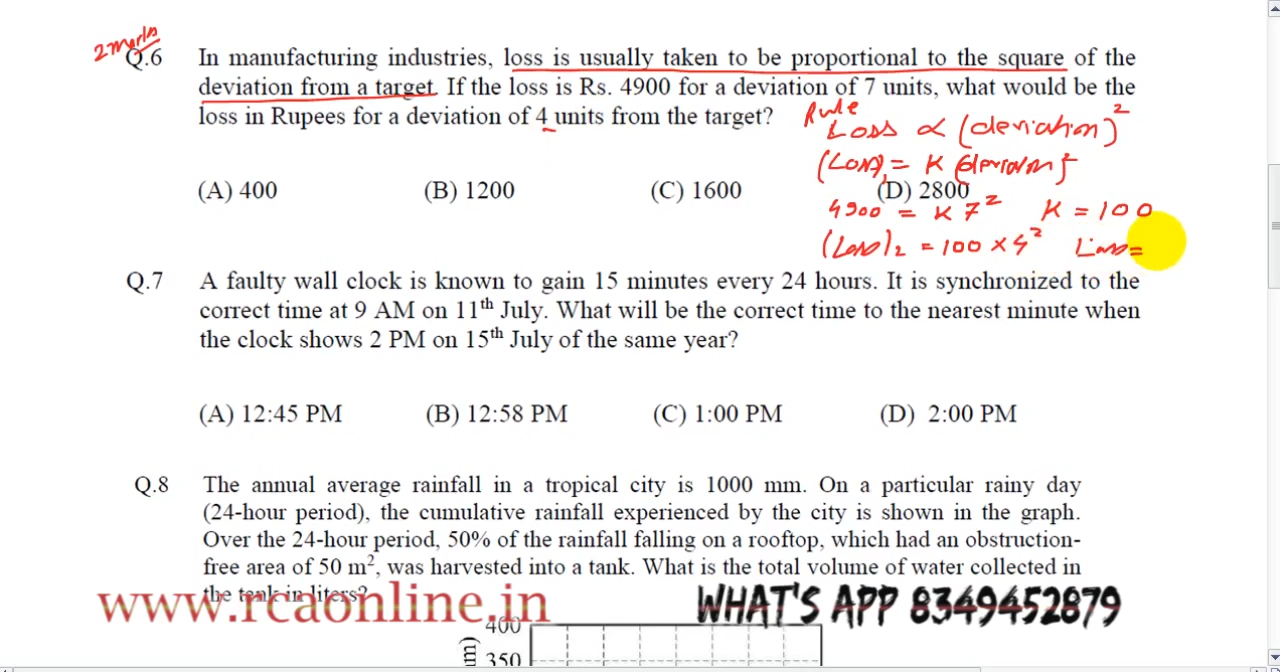 2 marks
Q.6 In manufacturing industries, loss is usually taken to be proportional to the square of the
deviation from a target. If the loss is Rs. 4900 for a deviation of 7 units, what would be the
loss in Rupees for a deviation of 4 units from the target?
Rule
Loss ∝ (deviation)²
(Loss)₁ = K (deviation)²
(A) 400 (B) 1200 (C) 1600 (D) 2800
4900 = K 7² K = 100
(Loss)₂ = 100 × 4² Loss =
Q.7 A faulty wall clock is known to gain 15 minutes every 24 hours. It is synchronized to the
correct time at 9 AM on 11th July. What will be the correct time to the nearest minute when
the clock shows 2 PM on 15th July of the same year?
(A) 12:45 PM (B) 12:58 PM (C) 1:00 PM (D) 2:00 PM
Q.8 The annual average rainfall in a tropical city is 1000 mm. On a particular rainy day
(24-hour period), the cumulative rainfall experienced by the city is shown in the graph.
Over the 24-hour period, 50% of the rainfall falling on a rooftop, which had an obstruction-
free area of 50 m², was harvested into a tank. What is the total volume of water collected in
the tank in liters?
www.rcaonline.in WHAT'S APP 8349452879
400
m)
350